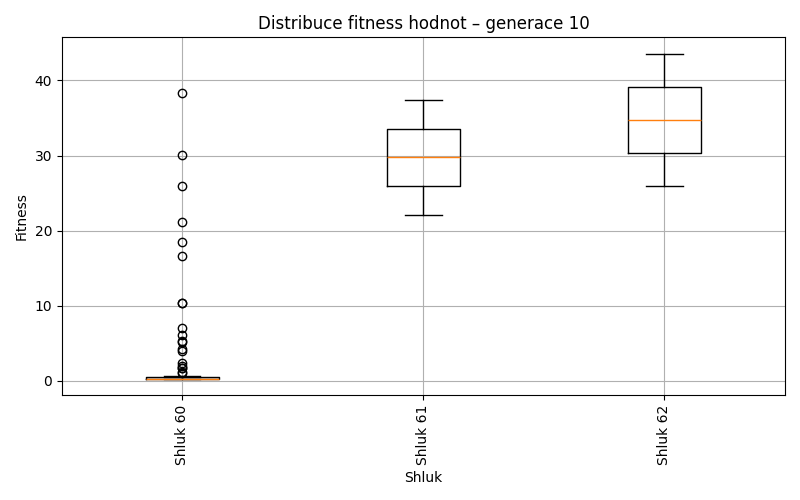 Distribuce fitness hodnot – generace 10
Fitness
40
30
20
10
0
Shluk 60
Shluk 61
Shluk 62
Shluk